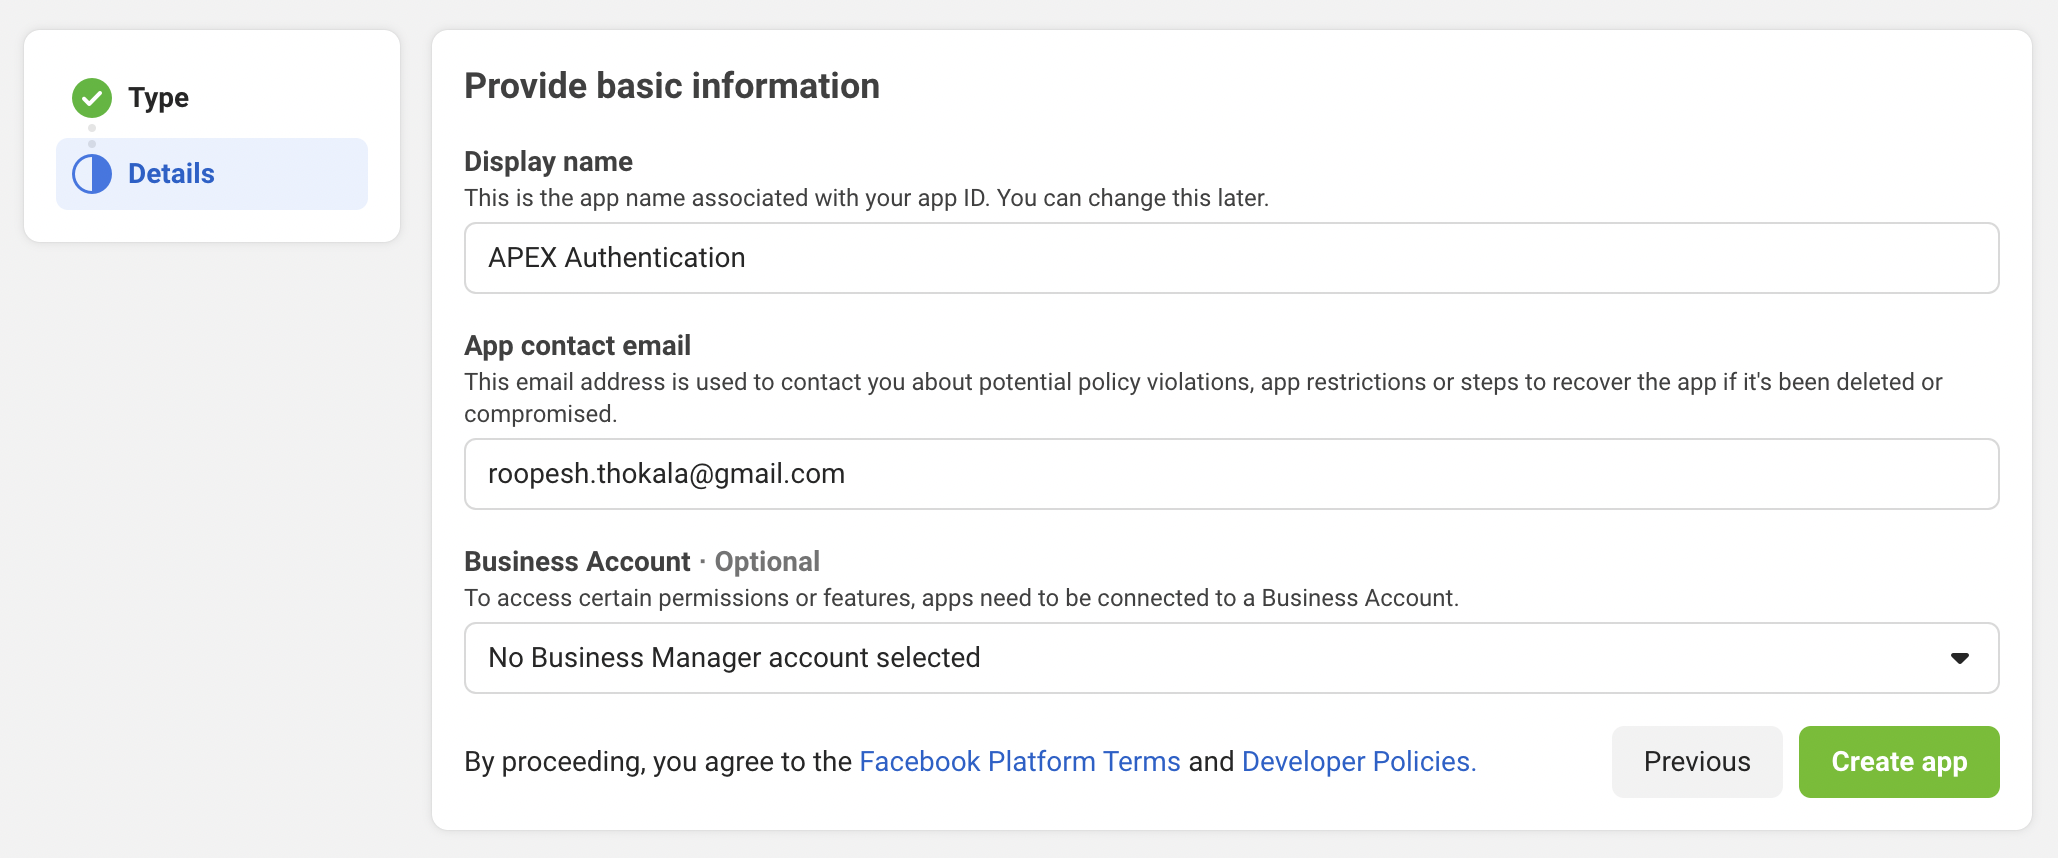 Type
Details
Provide basic information
Display name
This is the app name associated with your app ID. You can change this later.
APEX Authentication
App contact email
This email address is used to contact you about potential policy violations, app restrictions or steps to recover the app if it's been deleted or
compromised.
roopesh.thokala@gmail.com
Business Account · Optional
To access certain permissions or features, apps need to be connected to a Business Account.
No Business Manager account selected
By proceeding, you agree to the Facebook Platform Terms and Developer Policies.
Previous
Create app